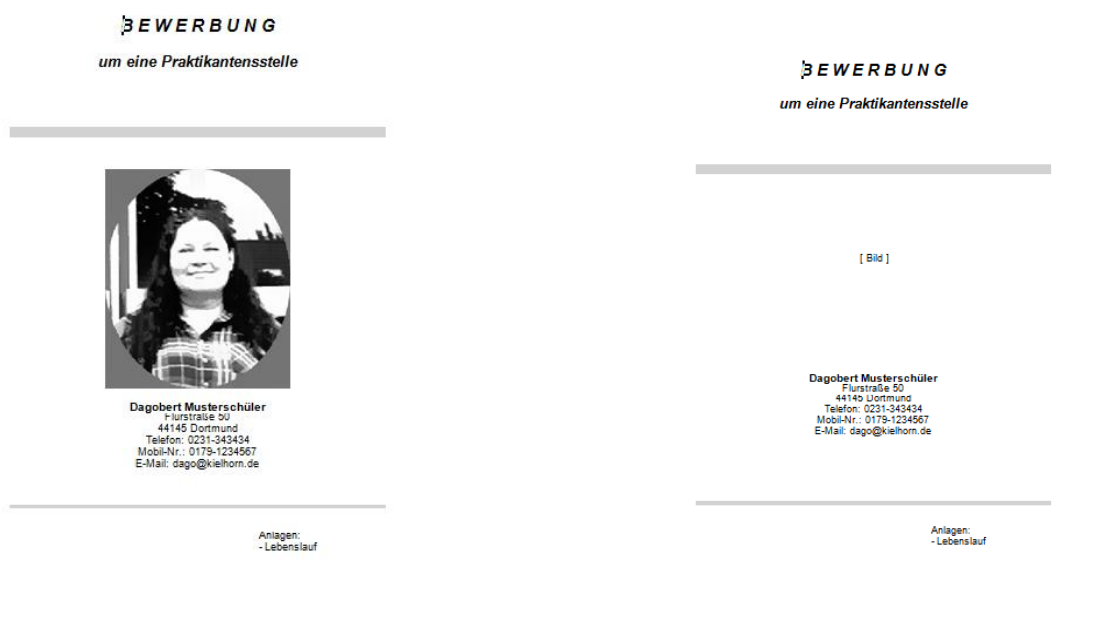 BEWERBUNG
um eine Praktikantensstelle
Dagobert Musterschüler
Flurstraße 50
44145 Dortmund
Telefon: 0231-343434
Mobil-Nr.: 0179-1234567
E-Mail: dago@kielhorn.de
Anlagen:
- Lebenslauf
BEWERBUNG
um eine Praktikantensstelle
[ Bild ]
Dagobert Musterschüler
Flurstraße 50
44145 Dortmund
Telefon: 0231-343434
Mobil-Nr.: 0179-1234567
E-Mail: dago@kielhorn.de
Anlagen:
- Lebenslauf